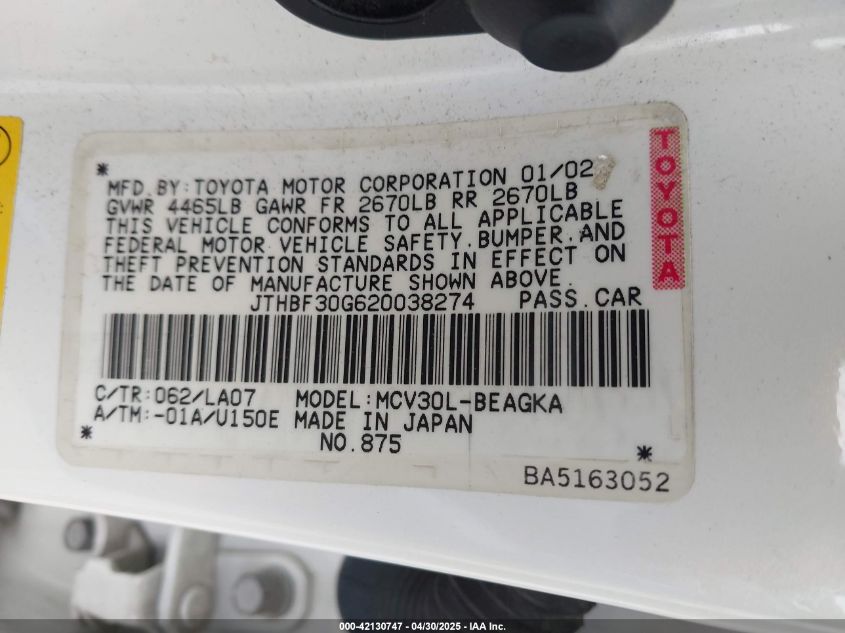 MFD. BY: TOYOTA MOTOR CORPORATION 01/02
GVWR 4465LB GAWR FR 2670LB RR 2670LB
THIS VEHICLE CONFORMS TO ALL APPLICABLE
FEDERAL MOTOR VEHICLE SAFETY, BUMPER, AND
THEFT PREVENTION STANDARDS IN EFFECT ON
THE DATE OF MANUFACTURE SHOWN ABOVE.
JTHBF30G620038274 PASS. CAR
C/TR: 062/LA07 MODEL: MCV30L-BEAGKA
A/TM: -01A/U150E MADE IN JAPAN
NO. 875
BA5163052
TOYOTA
000-42130747 - 04/30/2025 - IAA Inc.